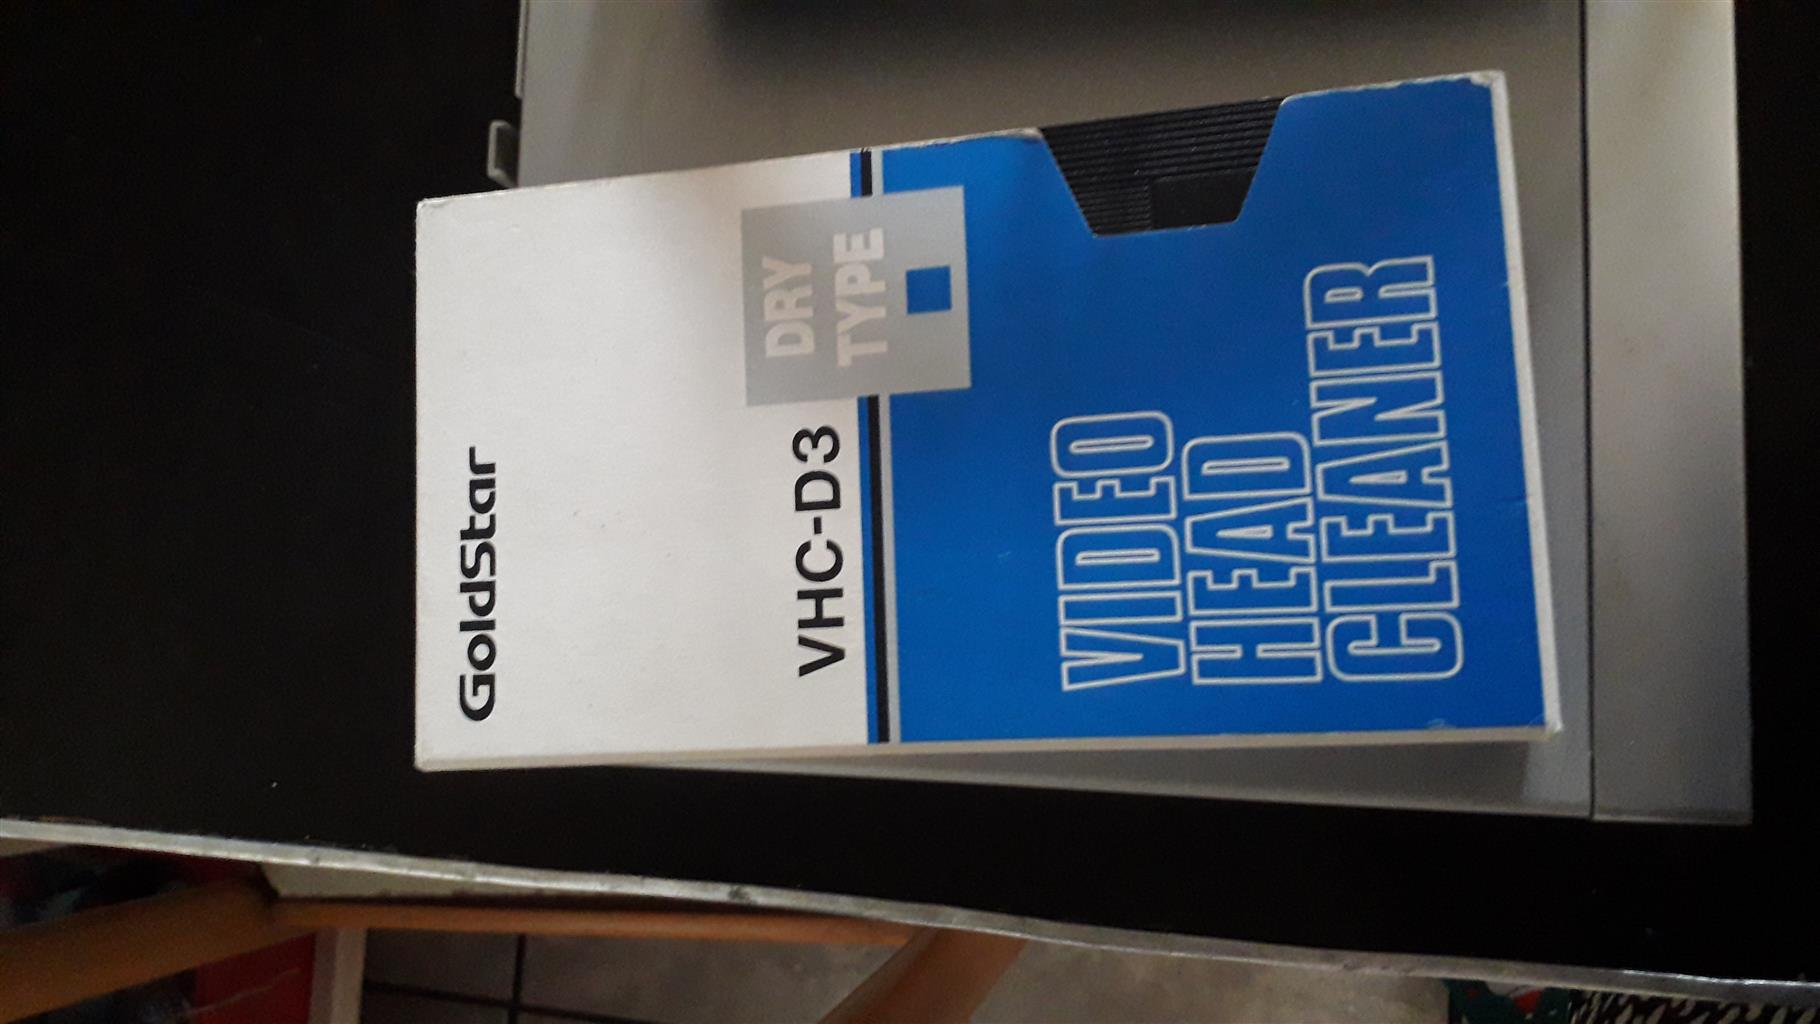 GoldStar
VHC-D3
DRY
TYPE
VIDEO
HEAD
CLEANER